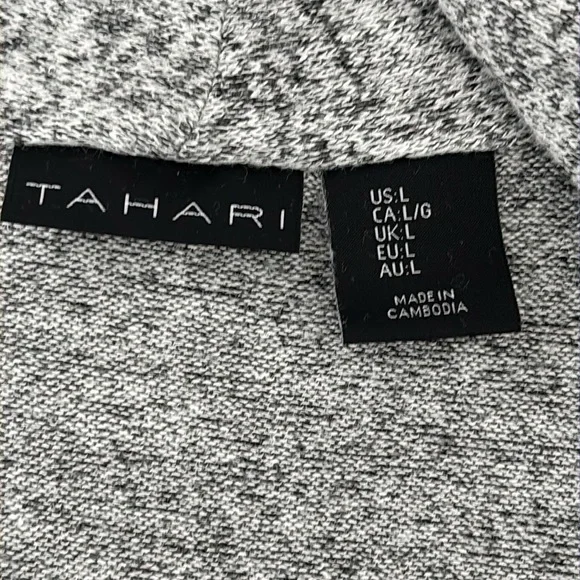 TAHARI
US:L
CA:L/G
UK:L
EU:L
AU:L
MADE IN
CAMBODIA